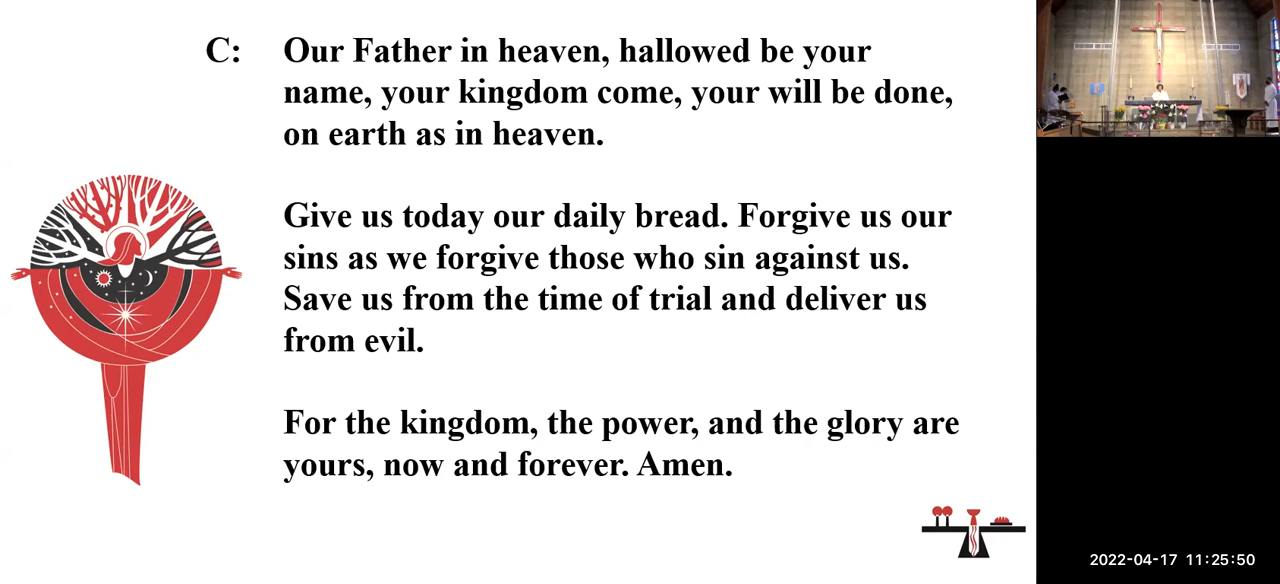 C: Our Father in heaven, hallowed be your
name, your kingdom come, your will be done,
on earth as in heaven.
Give us today our daily bread. Forgive us our
sins as we forgive those who sin against us.
Save us from the time of trial and deliver us
from evil.
For the kingdom, the power, and the glory are
yours, now and forever. Amen.
2022-04-17 11:25:50